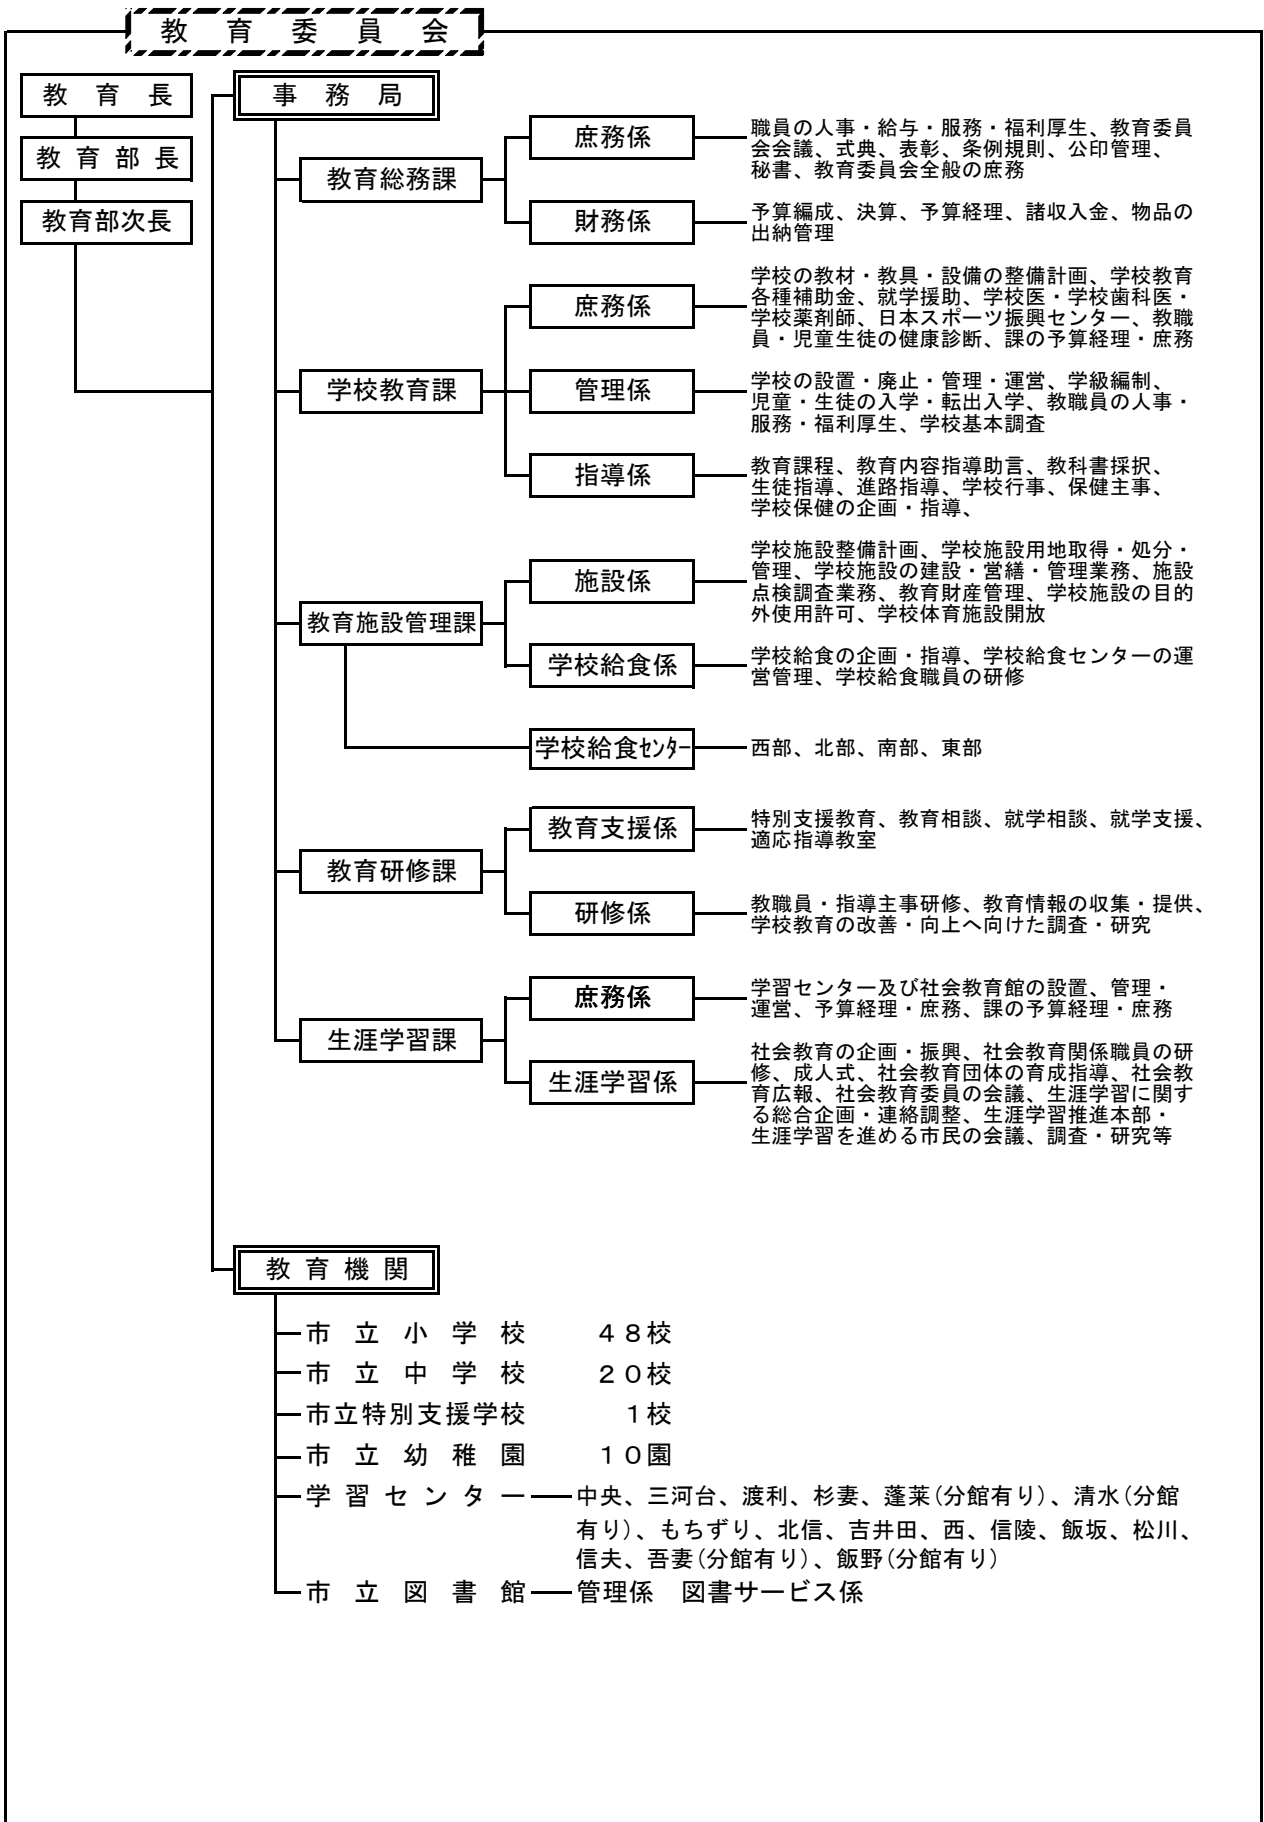 教育委員会
教育長
教育部長
教育部次長
事務局
教育総務課
庶務係
職員の人事・給与・服務・福利厚生、教育委員
会会議、式典、表彰、条例規則、公印管理、
秘書、教育委員会全般の庶務
財務係
予算編成、決算、予算経理、諸収入金、物品の
出納管理
学校教育課
庶務係
学校の教材・教具・設備の整備計画、学校教育
各種補助金、就学援助、学校医・学校歯科医・
学校薬剤師、日本スポーツ振興センター、教職
員・児童生徒の健康診断、課の予算経理・庶務
管理係
学校の設置・廃止・管理・運営、学級編制、
児童・生徒の入学・転出入学、教職員の人事・
服務・福利厚生、学校基本調査
指導係
教育課程、教育内容指導助言、教科書採択、
生徒指導、進路指導、学校行事、保健主事、
学校保健の企画・指導、
教育施設管理課
施設係
学校施設整備計画、学校施設用地取得・処分・
管理、学校施設の建設・営繕・管理業務、施設
点検調査業務、教育財産管理、学校施設の目的
外使用許可、学校体育施設開放
学校給食係
学校給食の企画・指導、学校給食センターの運
営管理、学校給食職員の研修
学校給食ｾﾝﾀｰ
西部、北部、南部、東部
教育研修課
教育支援係
特別支援教育、教育相談、就学相談、就学支援、
適応指導教室
研修係
教職員・指導主事研修、教育情報の収集・提供、
学校教育の改善・向上へ向けた調査・研究
生涯学習課
庶務係
学習センター及び社会教育館の設置、管理・
運営、予算経理・庶務、課の予算経理・庶務
生涯学習係
社会教育の企画・振興、社会教育関係職員の研
修、成人式、社会教育団体の育成指導、社会教
育広報、社会教育委員の会議、生涯学習に関す
る総合企画・連絡調整、生涯学習推進本部・
生涯学習を進める市民の会議、調査・研究等
教育機関
市立小学校 ４８校
市立中学校 ２０校
市立特別支援学校 １校
市立幼稚園 １０園
学習センター 中央、三河台、渡利、杉妻、蓬莱(分館有り)、清水(分館
有り)、もちずり、北信、吉井田、西、信陵、飯坂、松川、
信夫、吾妻(分館有り)、飯野(分館有り)
市立図書館 管理係 図書サービス係